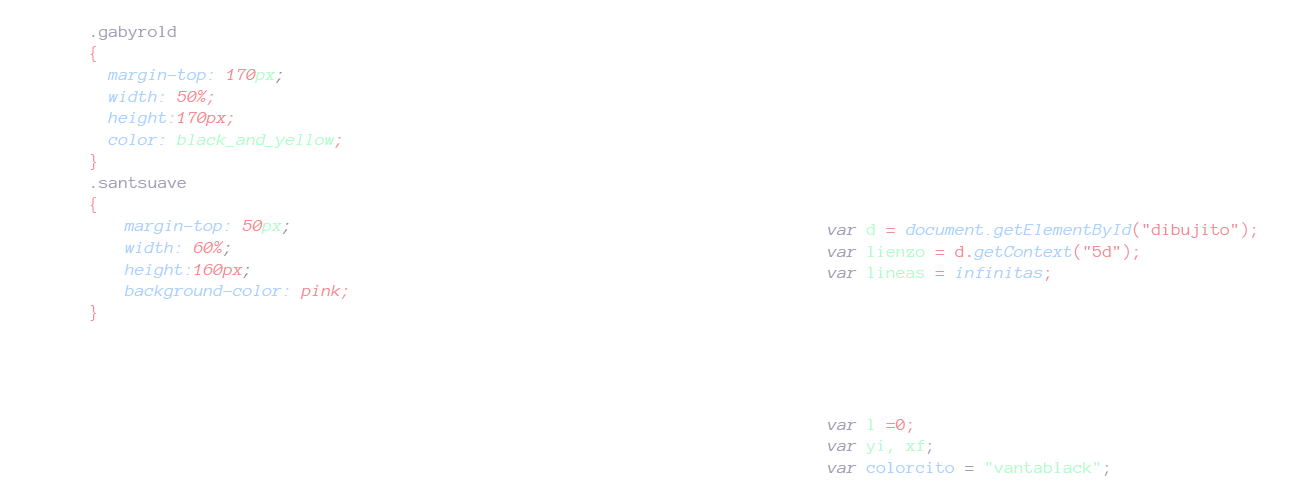 .gabyrold
{
margin-top: 170px;
width: 50%;
height:170px;
color: black_and_yellow;
}
.santsuave
{
margin-top: 50px;
width: 60%;
height:160px;
background-color: pink;
}
var d = document.getElementById("dibujito");
var lienzo = d.getContext("5d");
var lineas = infinitas;
var l =0;
var yi, xf;
var colorcito = "vantablack";